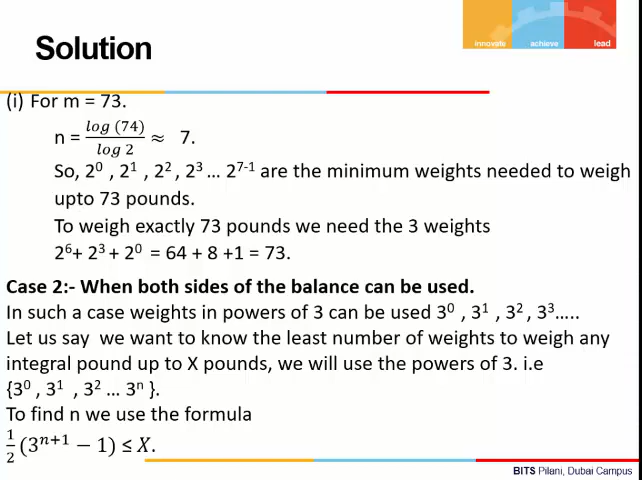 innovate achieve lead
Solution
(i) For m = 73.
n = log (74) / log 2 ≈ 7.
So, 2⁰ , 2¹ , 2² , 2³ ... 2⁷⁻¹ are the minimum weights needed to weigh
upto 73 pounds.
To weigh exactly 73 pounds we need the 3 weights
2⁶+ 2³ + 2⁰ = 64 + 8 +1 = 73.
Case 2:- When both sides of the balance can be used.
In such a case weights in powers of 3 can be used 3⁰ , 3¹ , 3² , 3³.....
Let us say we want to know the least number of weights to weigh any
integral pound up to X pounds, we will use the powers of 3. i.e
{3⁰ , 3¹ , 3² ... 3ⁿ }.
To find n we use the formula
1/2 (3ⁿ⁺¹ − 1) ≤ X.
BITS Pilani, Dubai Campus